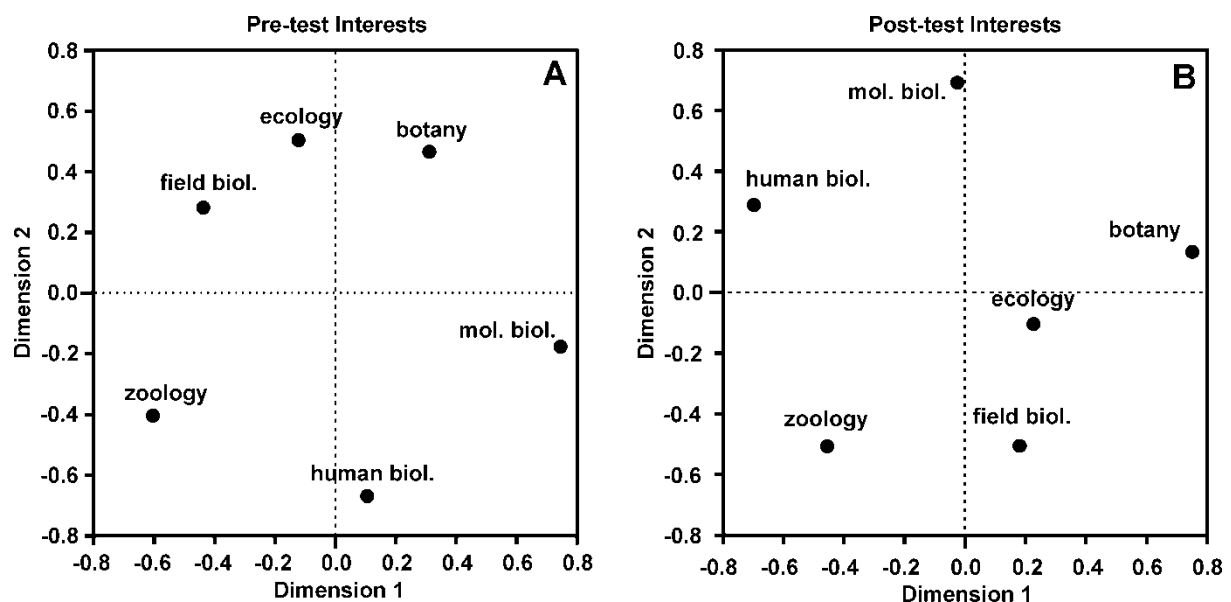 Pre-test Interests
A
0.8
0.6
0.4
0.2
0.0
-0.2
-0.4
-0.6
-0.8
Dimension 2
ecology
botany
field biol.
mol. biol.
zoology
human biol.
-0.8 -0.6 -0.4 -0.2 0.0 0.2 0.4 0.6 0.8
Dimension 1
Post-test Interests
B
0.8
0.6
0.4
0.2
0.0
-0.2
-0.4
-0.6
-0.8
Dimension 2
mol. biol.
human biol.
botany
ecology
zoology
field biol.
-0.8 -0.6 -0.4 -0.2 0.0 0.2 0.4 0.6 0.8
Dimension 1